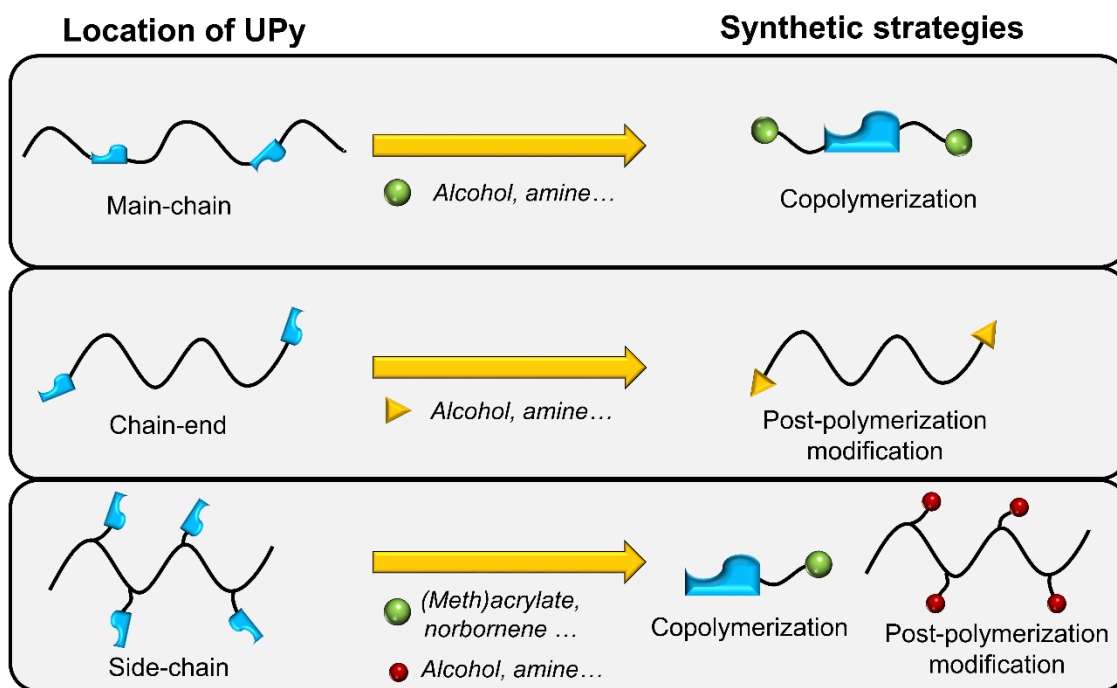 Location of UPy
Synthetic strategies
Main-chain
Alcohol, amine…
Copolymerization
Chain-end
Alcohol, amine…
Post-polymerization
modification
Side-chain
(Meth)acrylate,
norbornene …
Alcohol, amine…
Copolymerization
Post-polymerization
modification